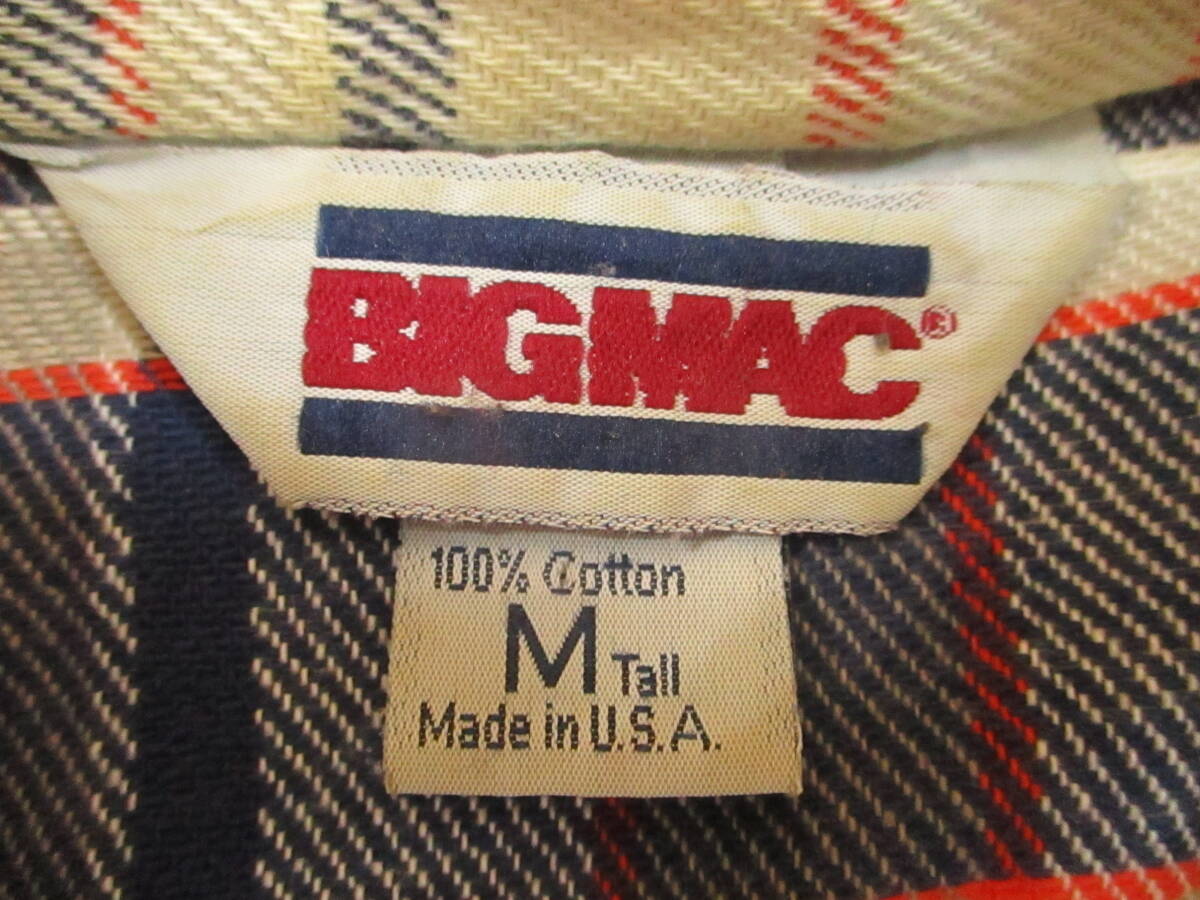 BIGMAC®
100% Cotton
M Tall
Made in U.S.A.